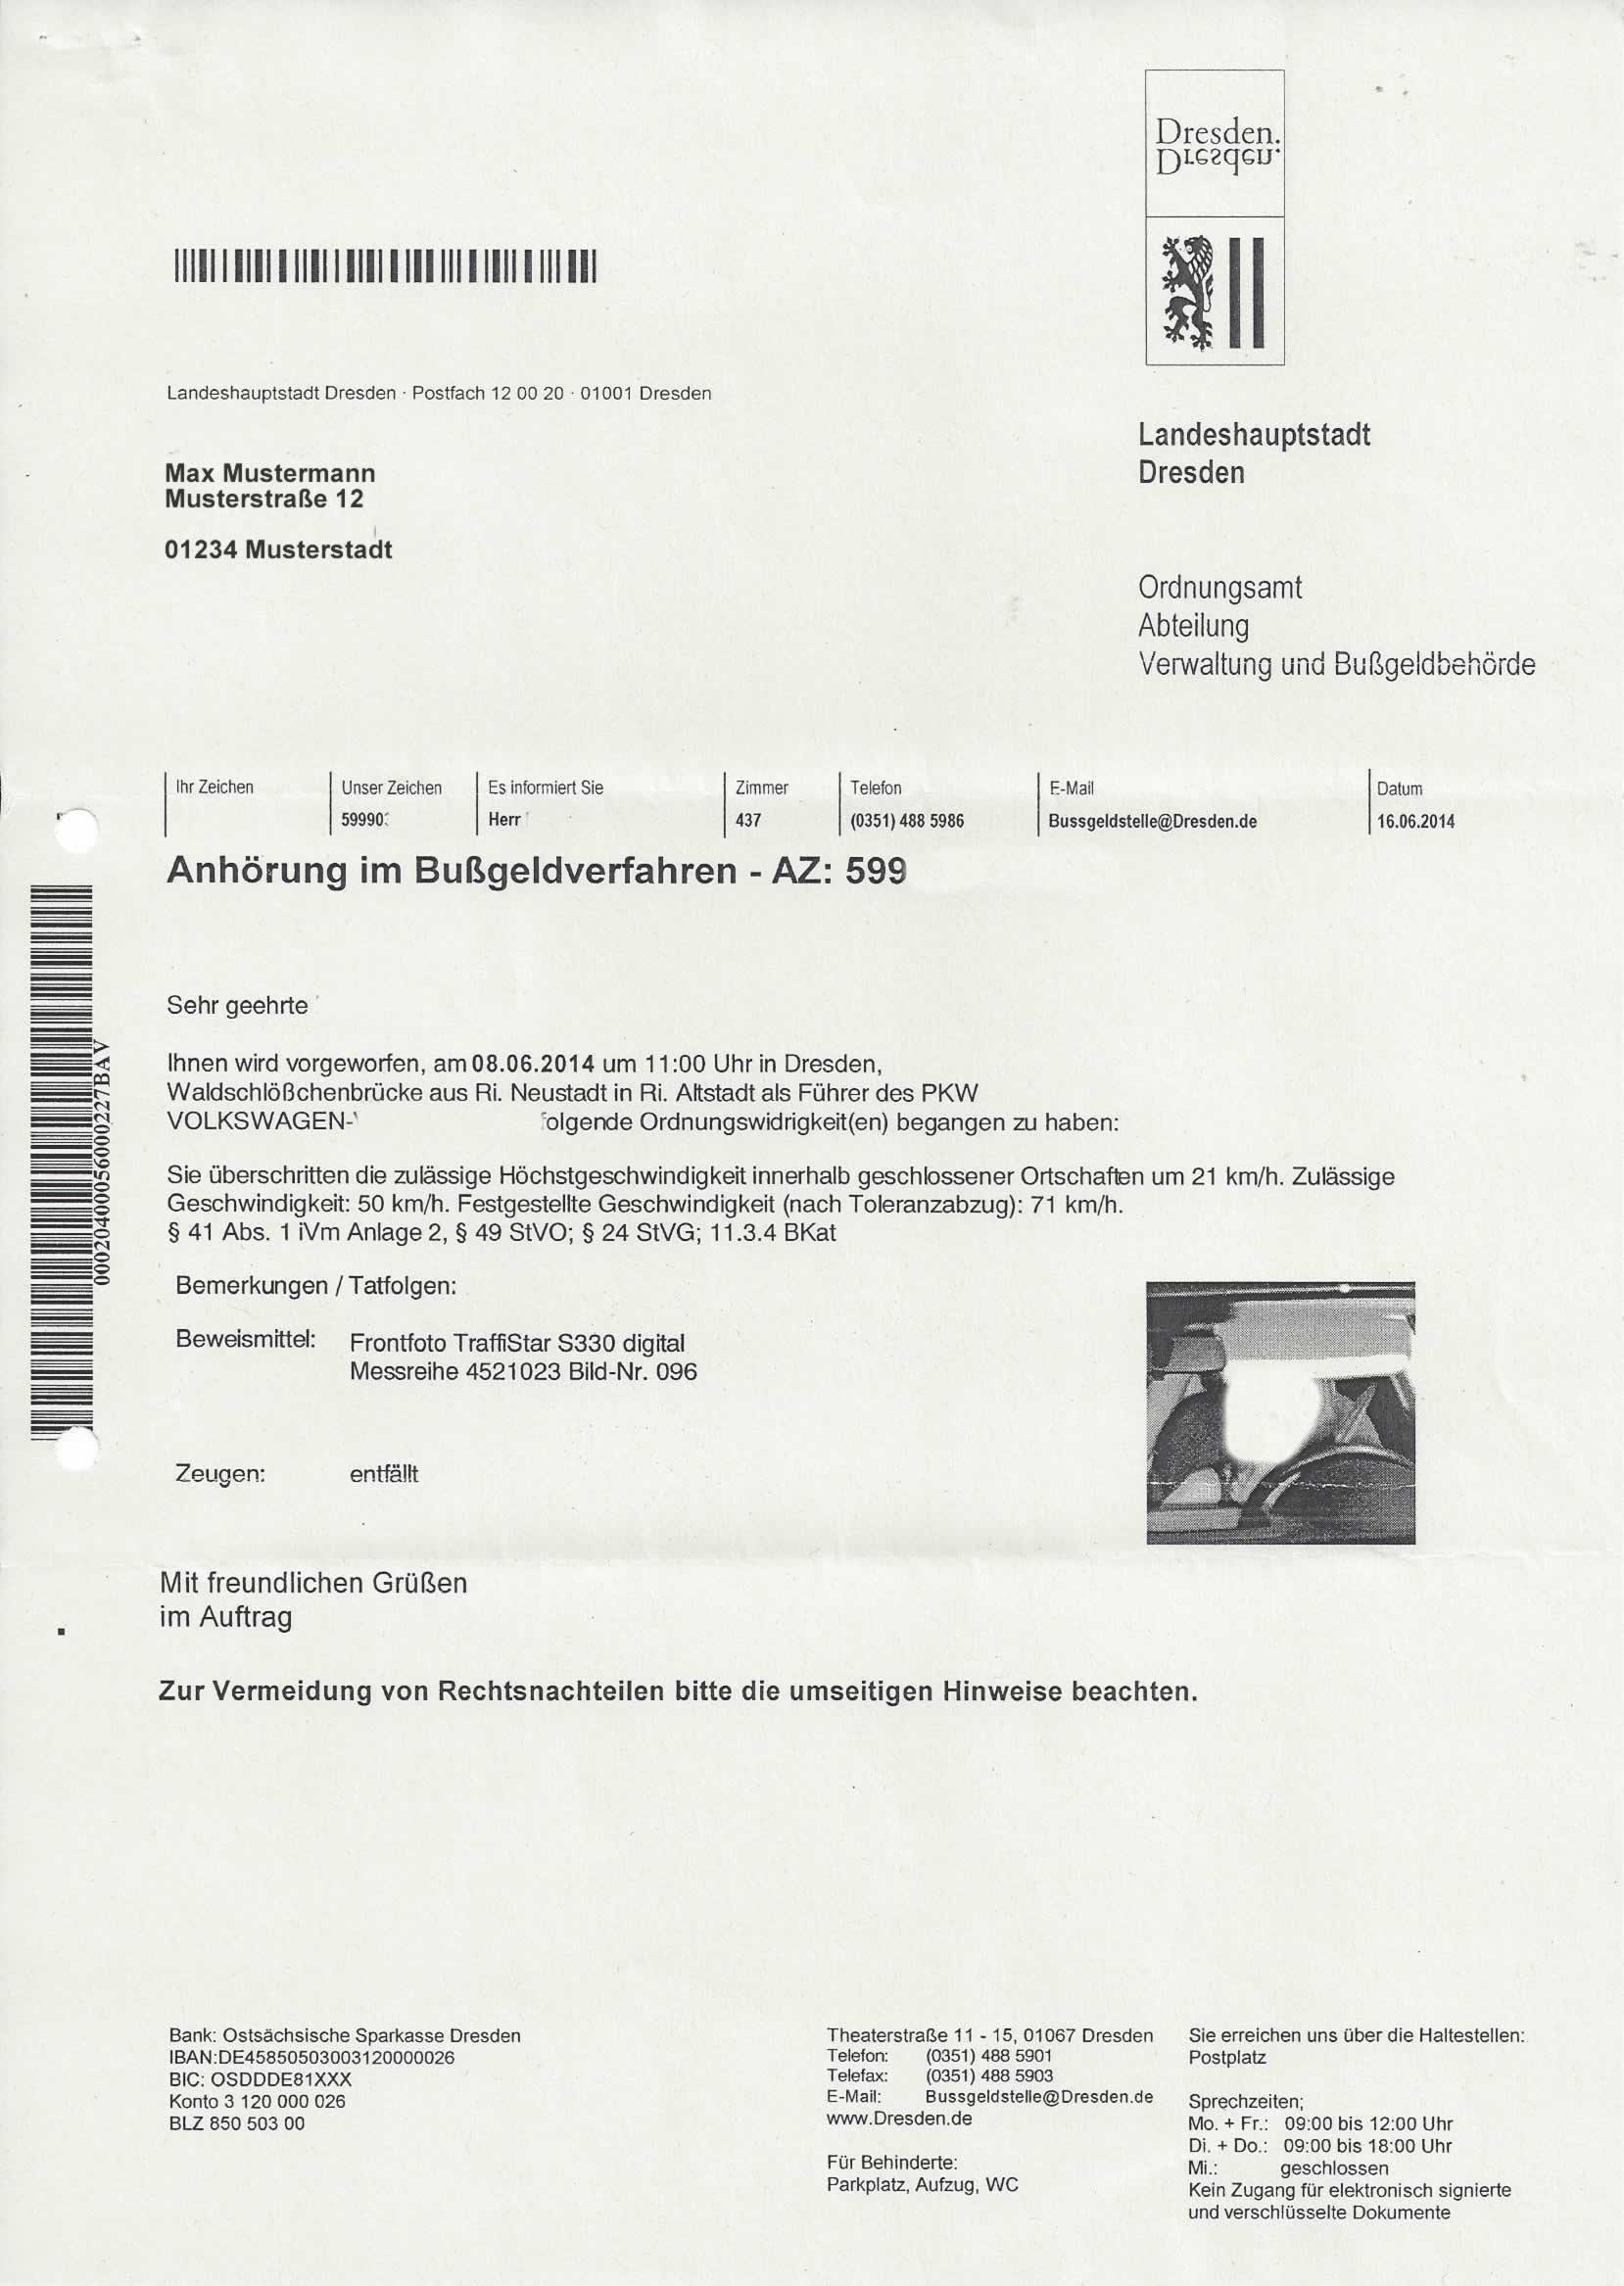 Dresden.
Dresden.
Landeshauptstadt Dresden · Postfach 12 00 20 · 01001 Dresden
Landeshauptstadt
Dresden
Max Mustermann
Musterstraße 12
01234 Musterstadt
Ordnungsamt
Abteilung
Verwaltung und Bußgeldbehörde
Ihr Zeichen Unser Zeichen Es informiert Sie Zimmer Telefon E-Mail Datum
59990 Herr 437 (0351) 488 5986 Bussgeldstelle@Dresden.de 16.06.2014
Anhörung im Bußgeldverfahren - AZ: 599
0002040005600227BAV
Sehr geehrte
Ihnen wird vorgeworfen, am 08.06.2014 um 11:00 Uhr in Dresden,
Waldschlößchenbrücke aus Ri. Neustadt in Ri. Altstadt als Führer des PKW
VOLKSWAGEN- folgende Ordnungswidrigkeit(en) begangen zu haben:
Sie überschritten die zulässige Höchstgeschwindigkeit innerhalb geschlossener Ortschaften um 21 km/h. Zulässige
Geschwindigkeit: 50 km/h. Festgestellte Geschwindigkeit (nach Toleranzabzug): 71 km/h.
§ 41 Abs. 1 iVm Anlage 2, § 49 StVO; § 24 StVG; 11.3.4 BKat
Bemerkungen / Tatfolgen:
Beweismittel: Frontfoto TraffiStar S330 digital
Messreihe 4521023 Bild-Nr. 096
Zeugen: entfällt
Mit freundlichen Grüßen
im Auftrag
Zur Vermeidung von Rechtsnachteilen bitte die umseitigen Hinweise beachten.
Bank: Ostsächsische Sparkasse Dresden
IBAN:DE45850503003120000026
BIC: OSDDDE81XXX
Konto 3 120 000 026
BLZ 850 503 00
Theaterstraße 11 - 15, 01067 Dresden
Telefon: (0351) 488 5901
Telefax: (0351) 488 5903
E-Mail: Bussgeldstelle@Dresden.de
www.Dresden.de
Für Behinderte:
Parkplatz, Aufzug, WC
Sie erreichen uns über die Haltestellen:
Postplatz
Sprechzeiten;
Mo. + Fr.: 09:00 bis 12:00 Uhr
Di. + Do.: 09:00 bis 18:00 Uhr
Mi.: geschlossen
Kein Zugang für elektronisch signierte
und verschlüsselte Dokumente